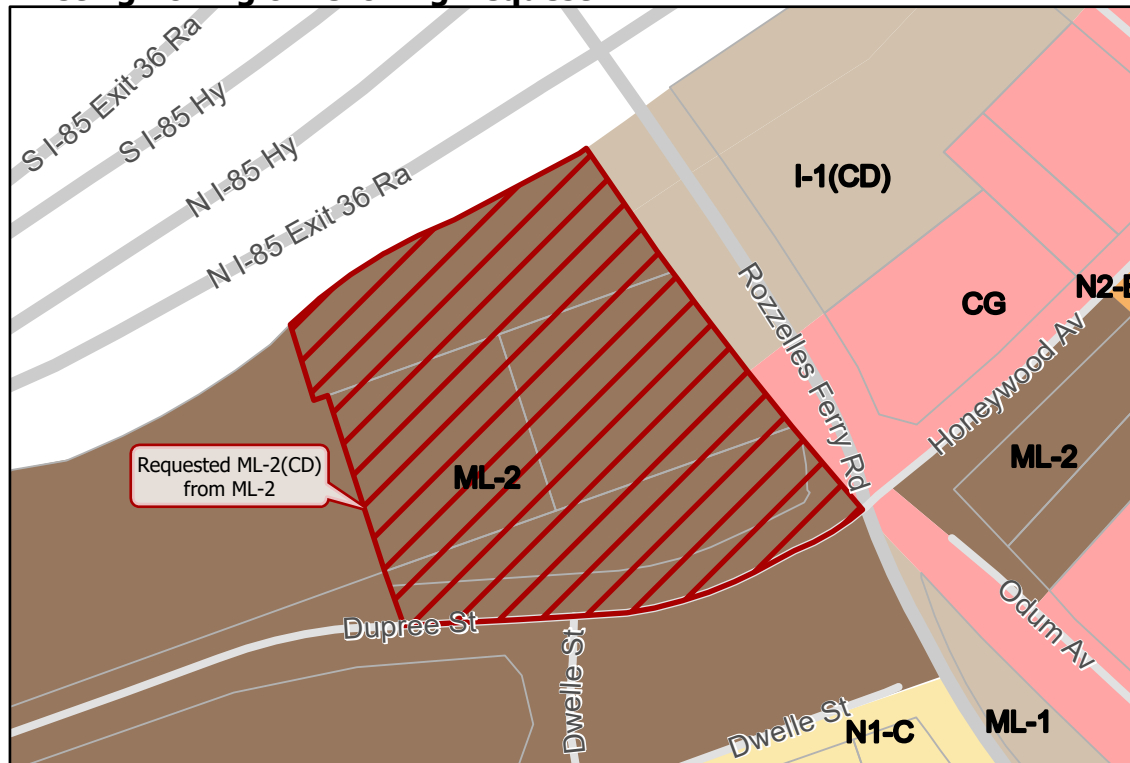 S I-85 Exit 36 Ra
S I-85 Hy
N I-85 Hy
N I-85 Exit 36 Ra
I-1(CD)
Rozzelles Ferry Rd
CG
N2-B
Honeywood Av
ML-2
Requested ML-2(CD)
from ML-2
ML-2
Odum Av
Dupree St
Dwelle St
Dwelle St
N1-C
ML-1